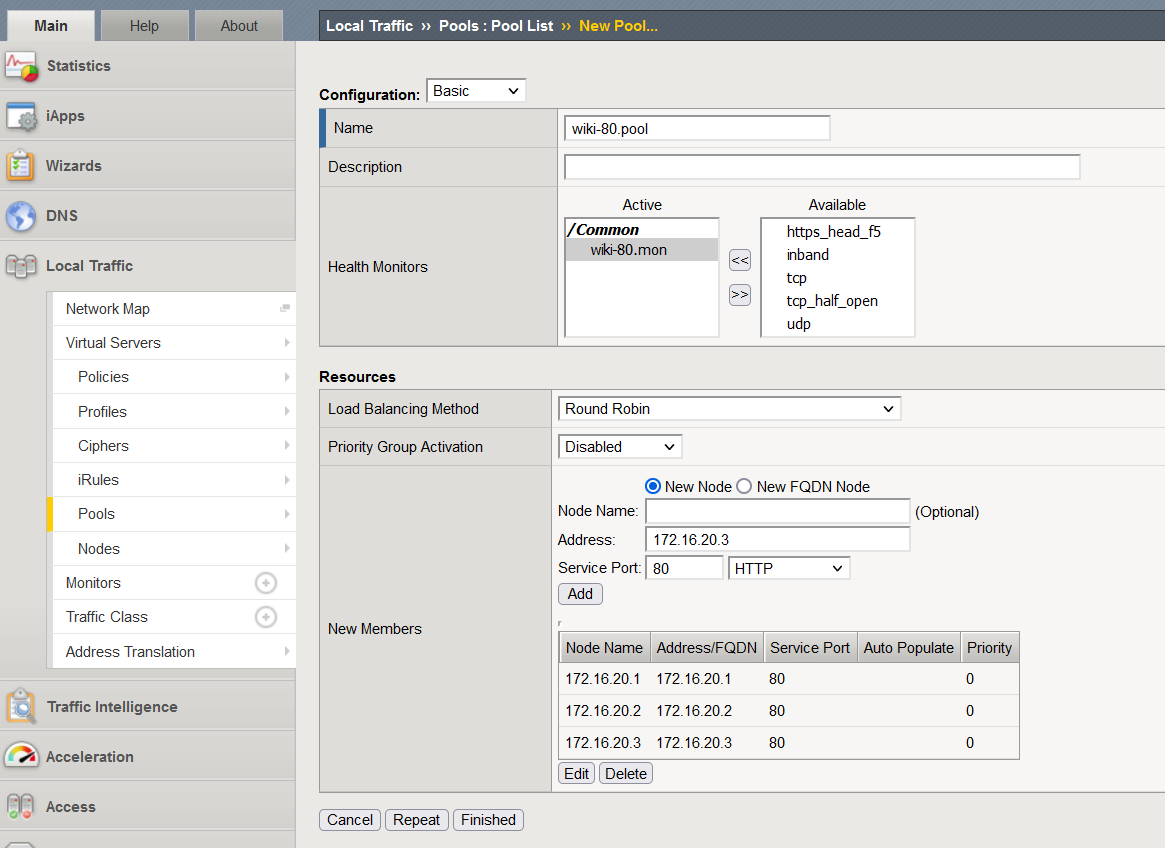 Main Help About
Local Traffic ›› Pools : Pool List ›› New Pool...
Statistics
iApps
Wizards
DNS
Local Traffic
Network Map
Virtual Servers
Policies
Profiles
Ciphers
iRules
Pools
Nodes
Monitors
Traffic Class
Address Translation
Traffic Intelligence
Acceleration
Access
Configuration: Basic
Name wiki-80.pool
Description
Health Monitors
Active Available
/Common
wiki-80.mon
<< >>
https_head_f5
inband
tcp
tcp_half_open
udp
Resources
Load Balancing Method Round Robin
Priority Group Activation Disabled
New Members
New Node New FQDN Node
Node Name: (Optional)
Address: 172.16.20.3
Service Port: 80 HTTP
Add
Node Name Address/FQDN Service Port Auto Populate Priority
172.16.20.1 172.16.20.1 80 0
172.16.20.2 172.16.20.2 80 0
172.16.20.3 172.16.20.3 80 0
Edit Delete
Cancel Repeat Finished